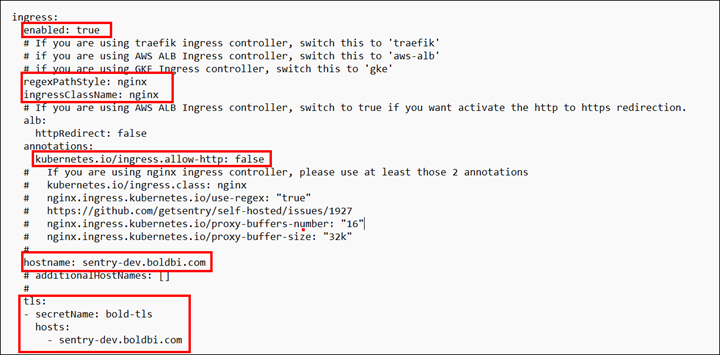 ingress:
enabled: true
# If you are using traefik ingress controller, switch this to 'traefik'
# if you are using AWS ALB Ingress controller, switch this to 'aws-alb'
# if you are using GKE Ingress controller, switch this to 'gke'
regexPathStyle: nginx
ingressClassName: nginx
# If you are using AWS ALB Ingress controller, switch to true if you want activate the http to https redirection.
alb:
httpRedirect: false
annotations:
kubernetes.io/ingress.allow-http: false
#   If you are using nginx ingress controller, please use at least those 2 annotations
#   kubernetes.io/ingress.class: nginx
#   nginx.ingress.kubernetes.io/use-regex: "true"
#   https://github.com/getsentry/self-hosted/issues/1927
#   nginx.ingress.kubernetes.io/proxy-buffers-number: "16"
#   nginx.ingress.kubernetes.io/proxy-buffer-size: "32k"
#
hostname: sentry-dev.boldbi.com
# additionalHostNames: []
#
tls:
- secretName: bold-tls
hosts:
- sentry-dev.boldbi.com